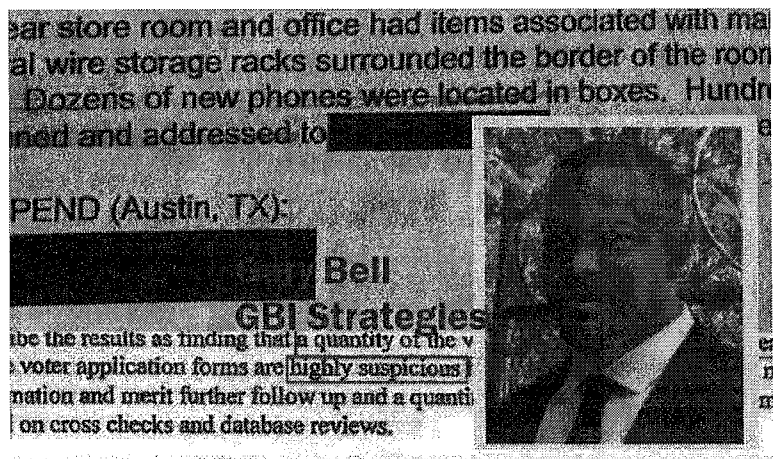 ear store room and office had items associated with mai
al wire storage racks surrounded the border of the room
. Dozens of new phones were located in boxes. Hundr
ned and addressed to
PEND (Austin, TX):
Bell
GBI Strategies
ibe the results as finding that a quantity of the v
voter application forms are highly suspicious
mation and merit further follow up and a quanti
on cross checks and database reviews.